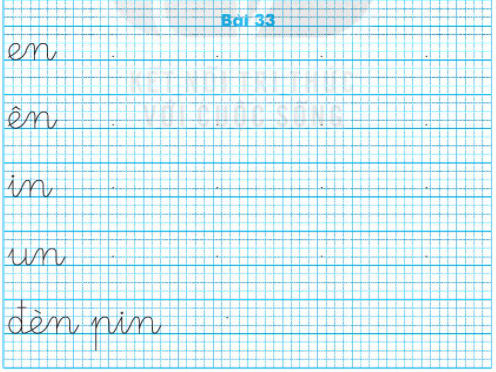 Bài 33
en
KẾT NỐI TRI THỨC
VỚI CUỘC SỐNG
ên
in
un
đèn pin